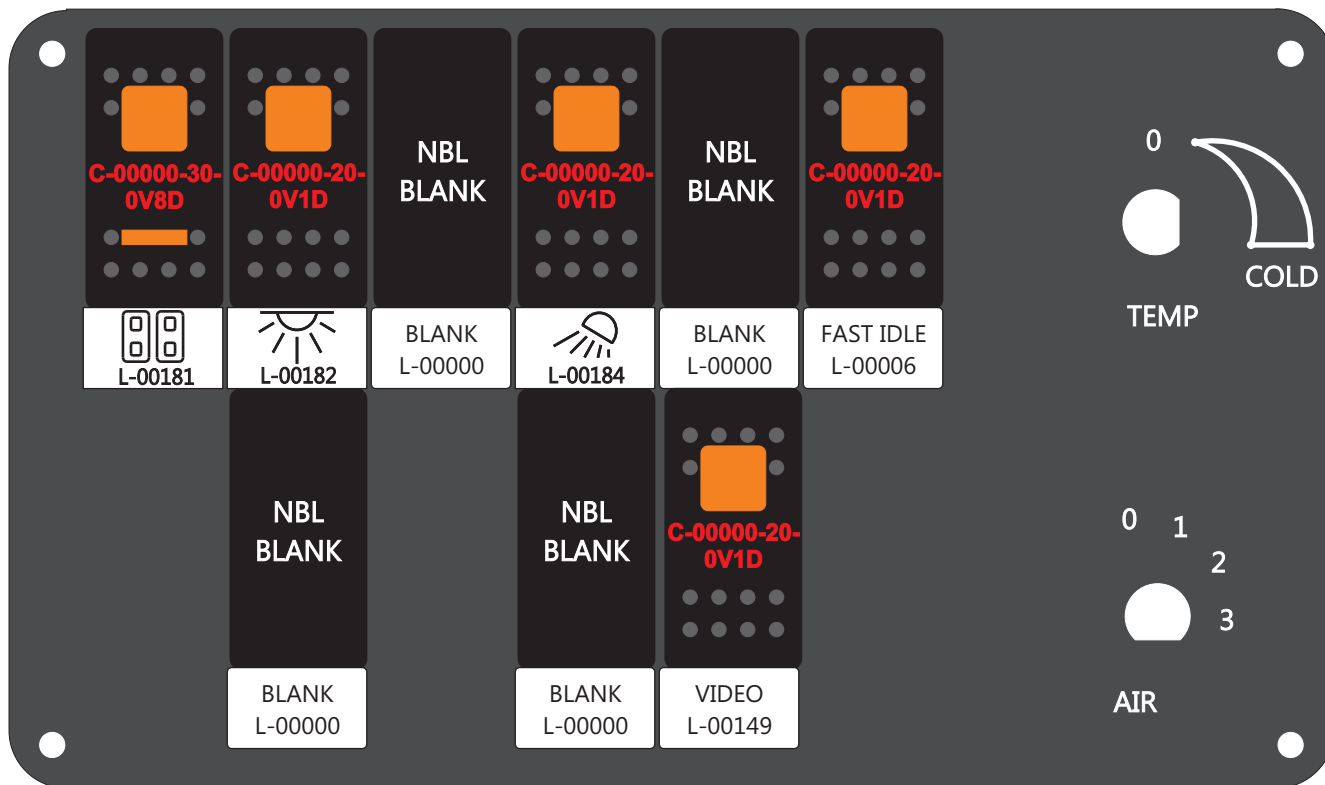 C-00000-30-
0V8D
C-00000-20-
0V1D
NBL
BLANK
C-00000-20-
0V1D
NBL
BLANK
C-00000-20-
0V1D
L-00181
L-00182
BLANK
L-00000
L-00184
BLANK
L-00000
FAST IDLE
L-00006
0
COLD
TEMP
NBL
BLANK
NBL
BLANK
C-00000-20-
0V1D
BLANK
L-00000
BLANK
L-00000
VIDEO
L-00149
0
1
2
3
AIR